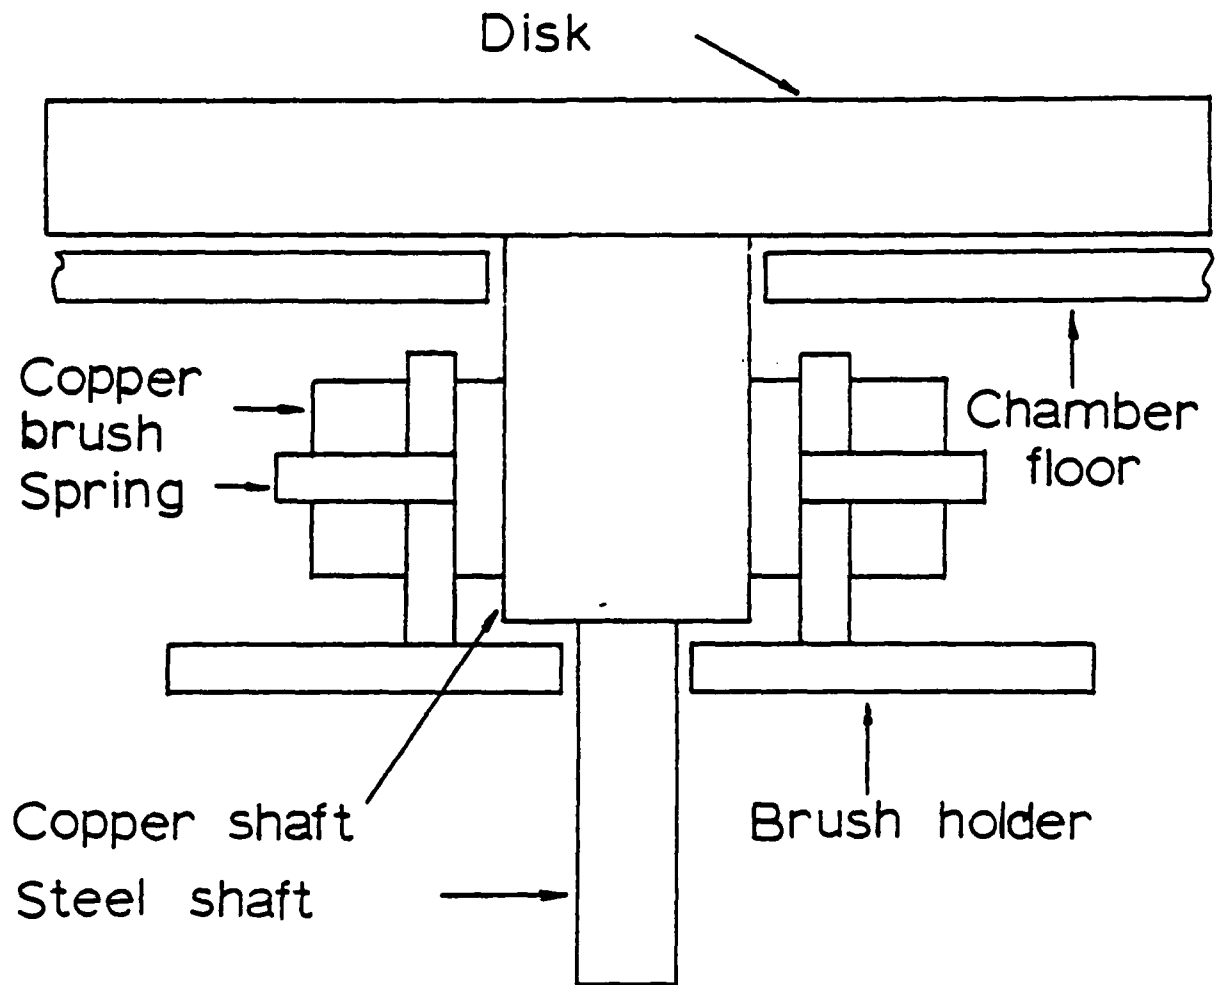 Disk
Copper
brush
Spring
Chamber
floor
Copper shaft
Brush holder
Steel shaft